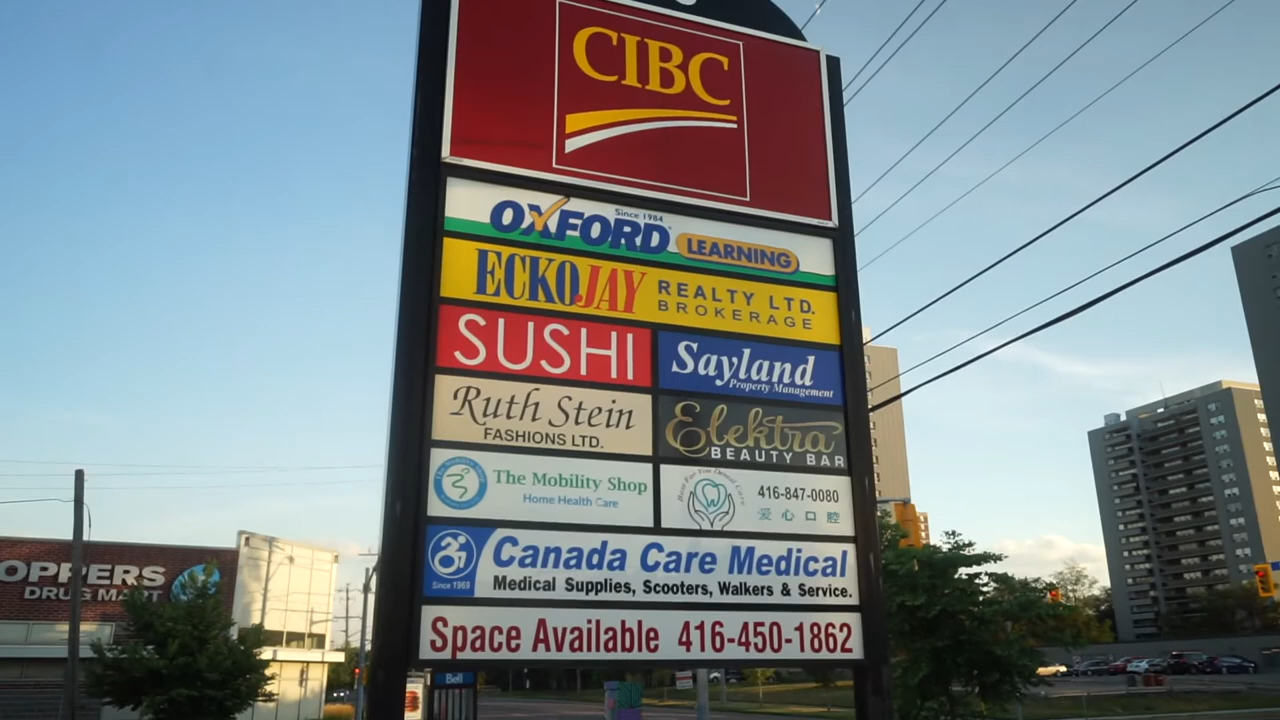 CIBC
Since 1984
OXFORD LEARNING
ECKOJAY REALTY LTD.
BROKERAGE
SUSHI
Sayland
Property Management
Ruth Stein
FASHIONS LTD.
Elektra
BEAUTY BAR
The Mobility Shop
Home Health Care
416-847-0080
爱心口腔
Canada Care Medical
Since 1969
Medical Supplies, Scooters, Walkers & Service.
Space Available 416-450-1862
OPPERS
DRUG MART
Bell